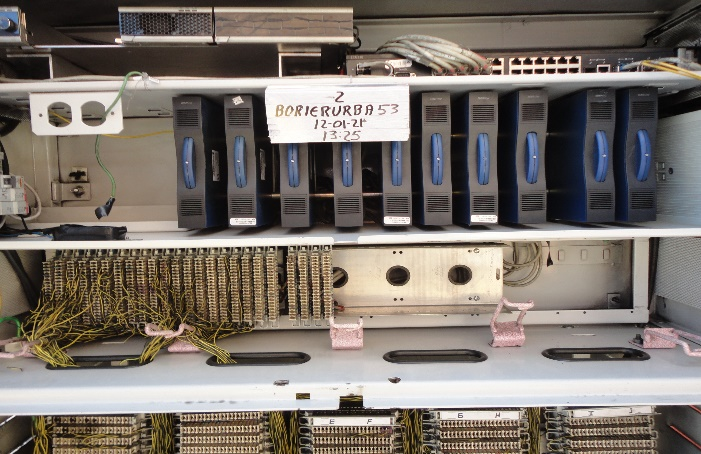 2
BORIERURBA 53
12-01-21
13:25
E F
G H
I J